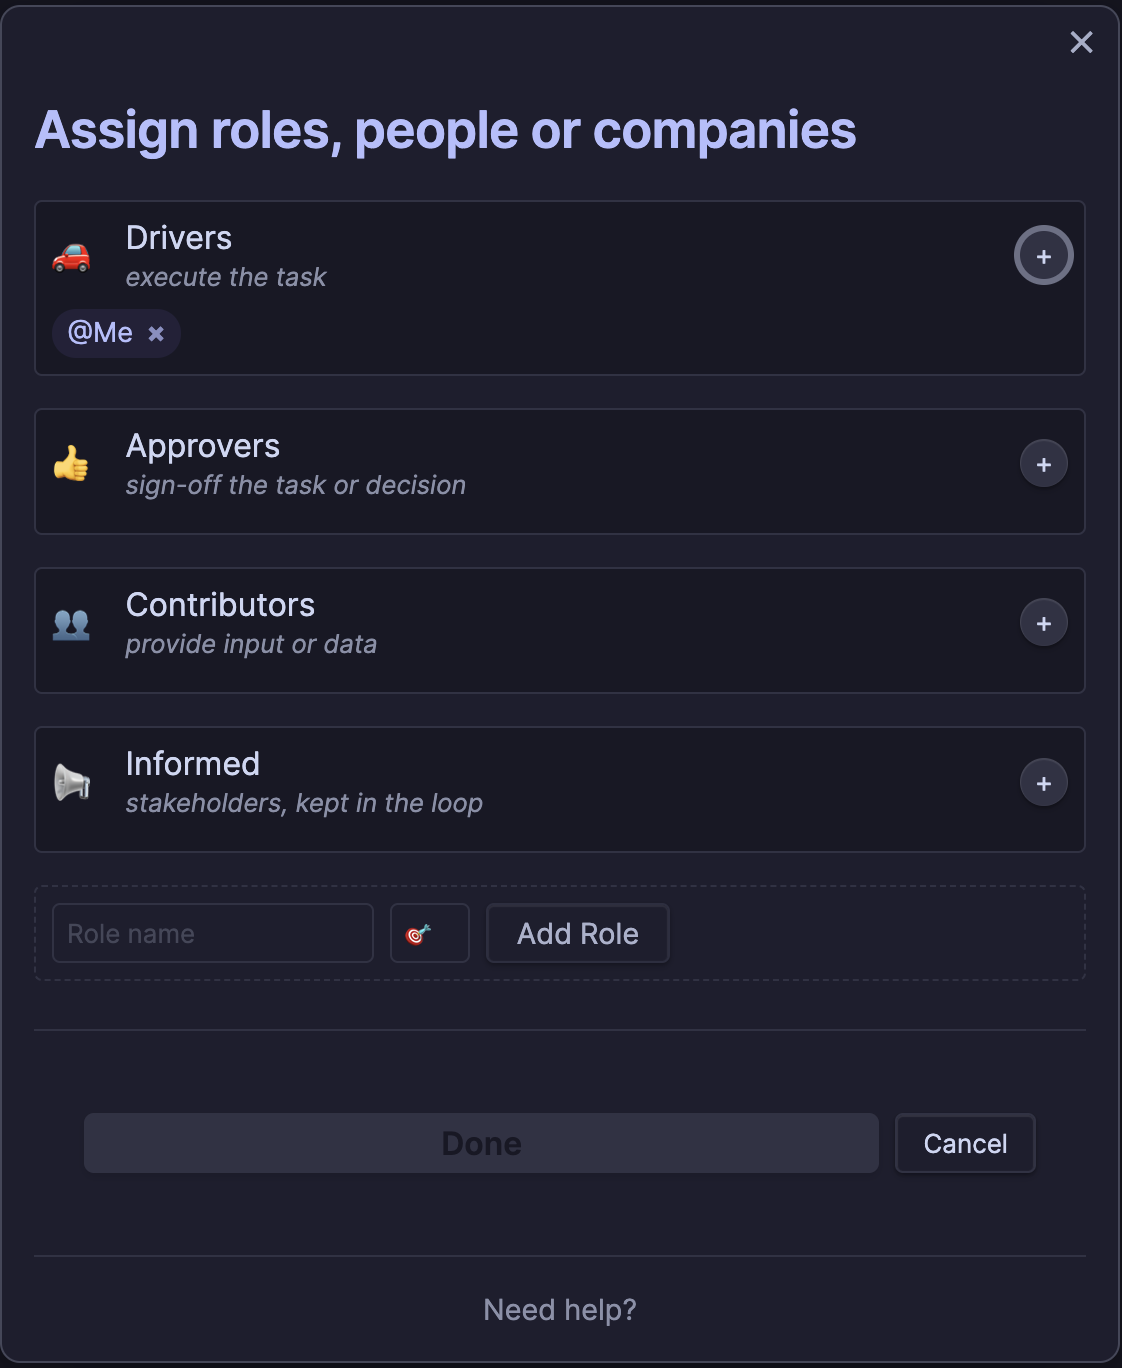 Assign roles, people or companies
Drivers
execute the task
@Me
Approvers
sign-off the task or decision
Contributors
provide input or data
Informed
stakeholders, kept in the loop
Role name
Add Role
Done
Cancel
Need help?